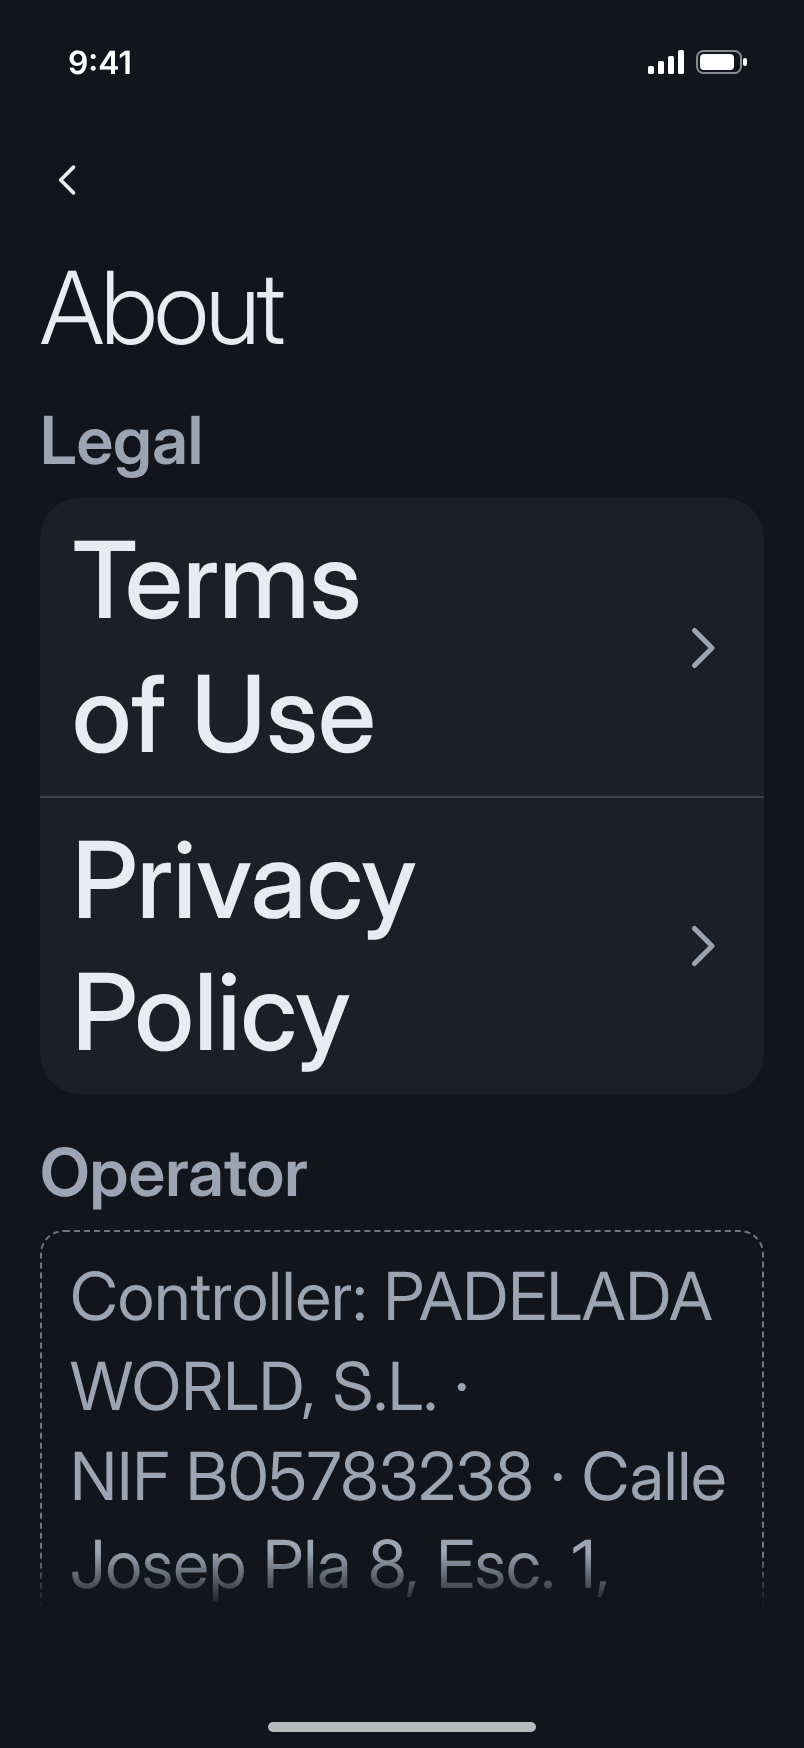 9:41
About
Legal
Terms
of Use
Privacy
Policy
Operator
Controller: PADELADA
WORLD, S.L. ·
NIF B05783238 · Calle
Josep Pla 8, Esc. 1,